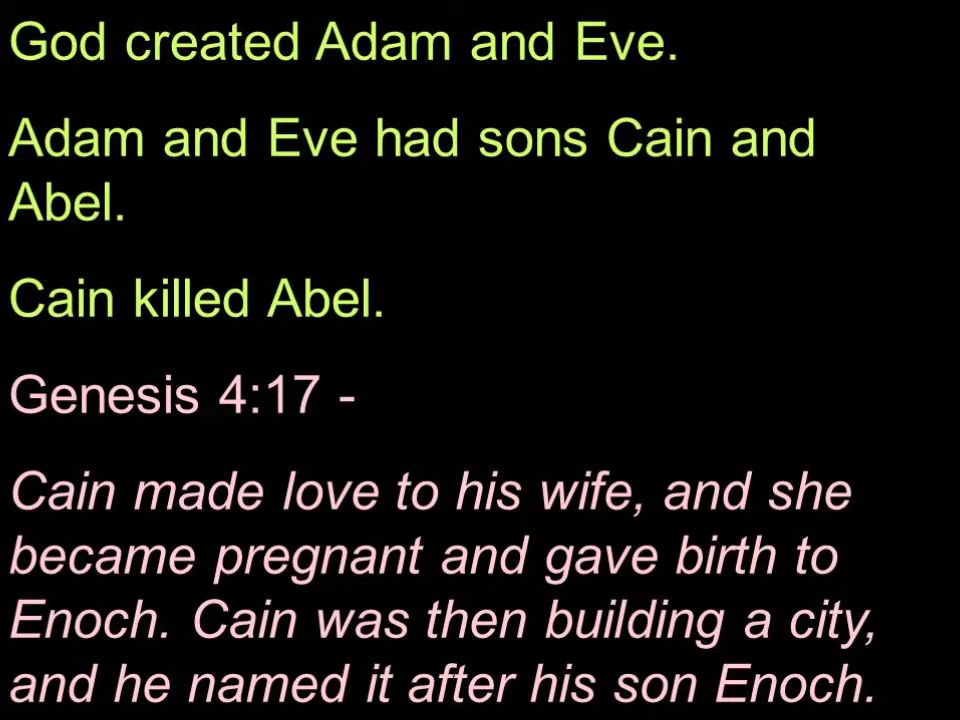 God created Adam and Eve.
Adam and Eve had sons Cain and
Abel.
Cain killed Abel.
Genesis 4:17 -
Cain made love to his wife, and she
became pregnant and gave birth to
Enoch. Cain was then building a city,
and he named it after his son Enoch.